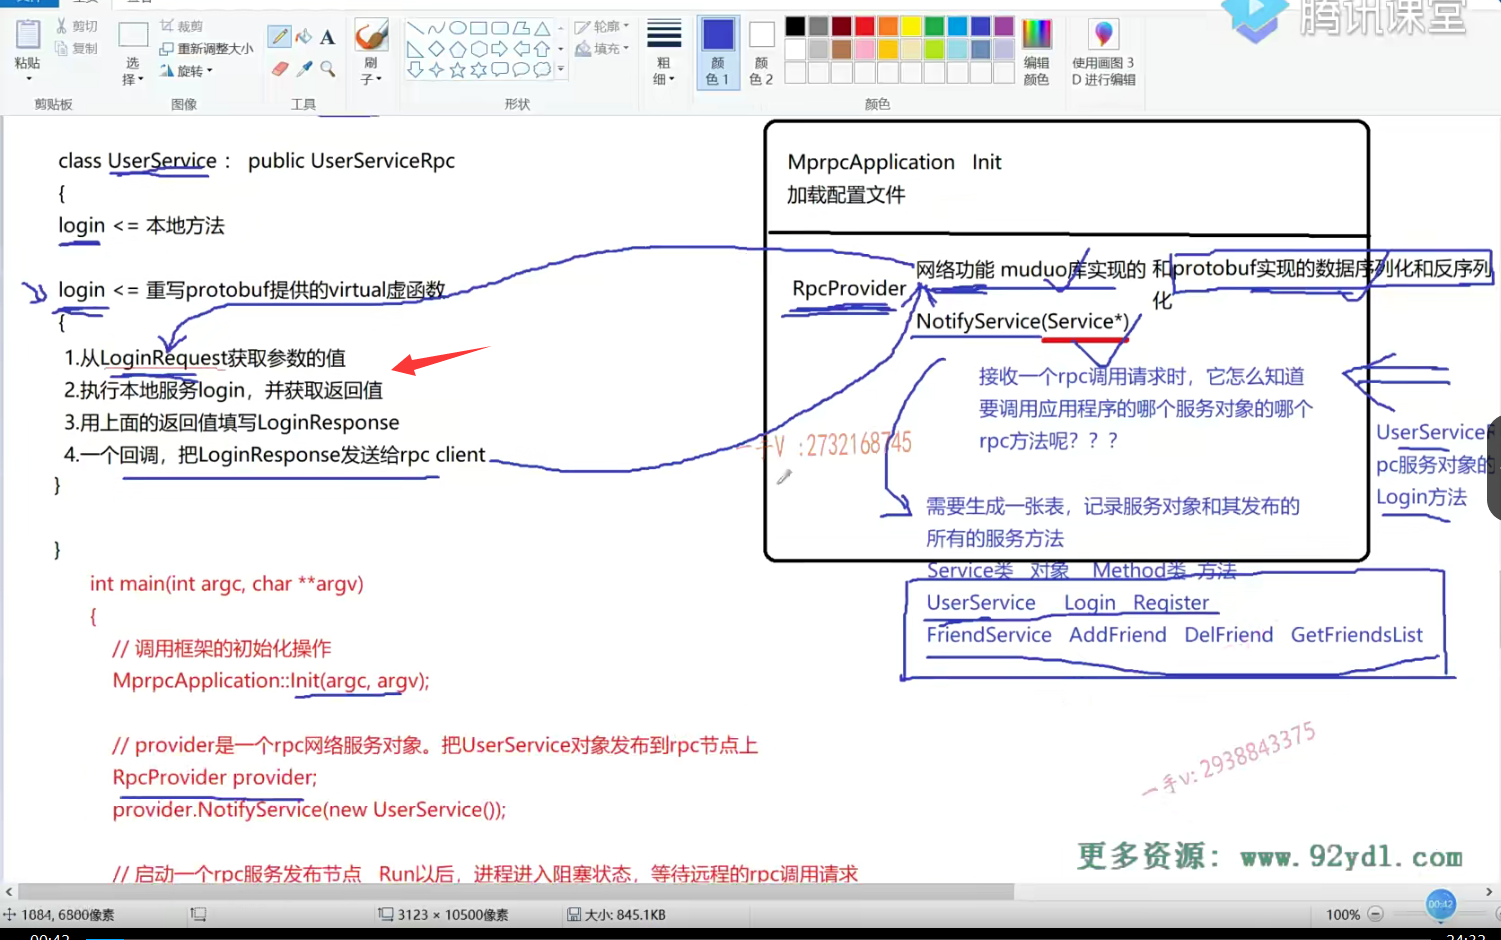 剪切
复制
粘贴
剪贴板
选
择
裁剪
重新调整大小
旋转
图像
A
工具
刷
子
轮廓
填充
形状
粗
细
颜
色 1
颜
色 2
编辑
颜色
颜色
使用画图 3
D 进行编辑
腾讯课堂
class UserService : public UserServiceRpc
{
login <= 本地方法
login <= 重写protobuf提供的virtual虚函数
{
1.从LoginRequest获取参数的值
2.执行本地服务login，并获取返回值
3.用上面的返回值填写LoginResponse
4.一个回调，把LoginResponse发送给rpc client
}
}
int main(int argc, char **argv)
{
// 调用框架的初始化操作
MprpcApplication::Init(argc, argv);
// provider是一个rpc网络服务对象。把UserService对象发布到rpc节点上
RpcProvider provider;
provider.NotifyService(new UserService());
// 启动一个rpc服务发布节点 Run以后，进程进入阻塞状态，等待远程的rpc调用请求
MprpcApplication Init
加载配置文件
RpcProvider
网络功能 muduo库实现的 和protobuf实现的数据序列化和反序列
化
NotifyService(Service*)
接收一个rpc调用请求时，它怎么知道
要调用应用程序的哪个服务对象的哪个
rpc方法呢？？？
一手V :2732168745
需要生成一张表，记录服务对象和其发布的
所有的服务方法
Service类 对象 Method类 方法
UserService Login Register
FriendService AddFriend DelFriend GetFriendsList
UserServiceR
pc服务对象的
Login方法
一手v: 2938843375
更多资源: www.92ydl.com
1084, 6800像素
3123 × 10500像素
大小: 845.1KB
100%
00:42
00:42
24:32